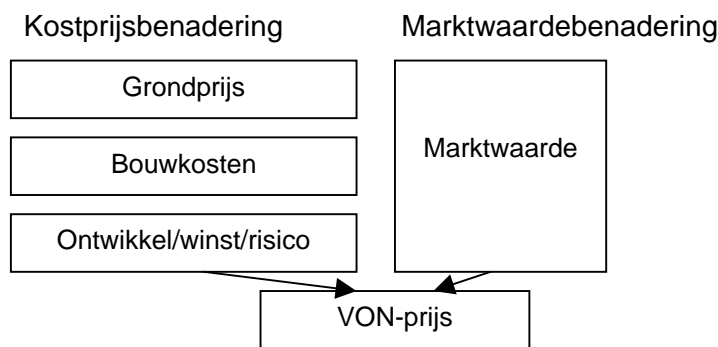 Kostprijsbenadering
Marktwaardebenadering
Grondprijs
Bouwkosten
Marktwaarde
Ontwikkel/winst/risico
VON-prijs